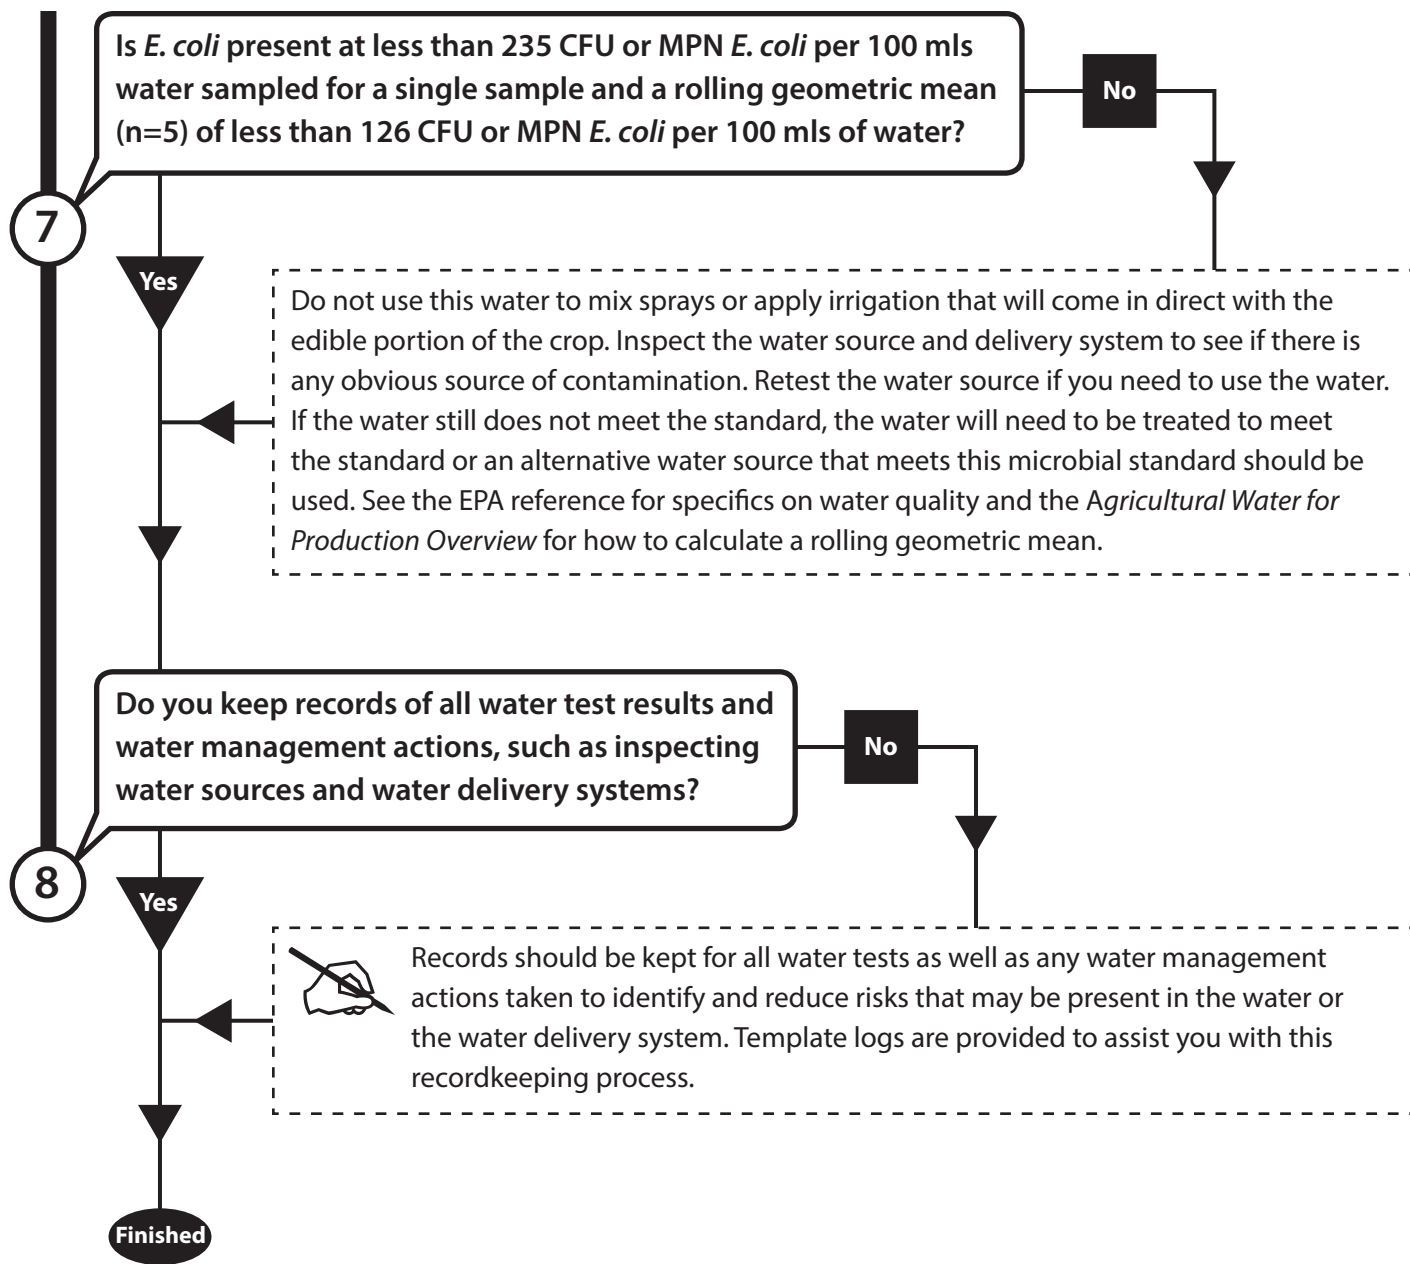 Is E. coli present at less than 235 CFU or MPN E. coli per 100 mls
water sampled for a single sample and a rolling geometric mean
(n=5) of less than 126 CFU or MPN E. coli per 100 mls of water?
No
7
Yes
Do not use this water to mix sprays or apply irrigation that will come in direct with the
edible portion of the crop. Inspect the water source and delivery system to see if there is
any obvious source of contamination. Retest the water source if you need to use the water.
If the water still does not meet the standard, the water will need to be treated to meet
the standard or an alternative water source that meets this microbial standard should be
used. See the EPA reference for specifics on water quality and the Agricultural Water for
Production Overview for how to calculate a rolling geometric mean.
Do you keep records of all water test results and
water management actions, such as inspecting
water sources and water delivery systems?
No
8
Yes
Records should be kept for all water tests as well as any water management
actions taken to identify and reduce risks that may be present in the water or
the water delivery system. Template logs are provided to assist you with this
recordkeeping process.
Finished